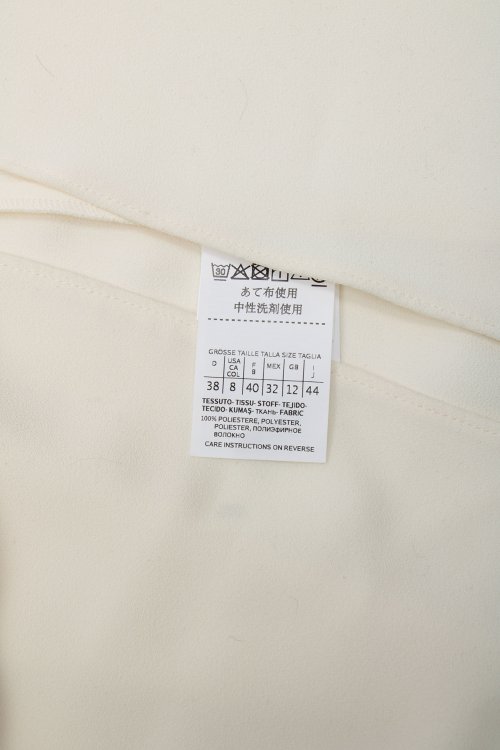 30
あて布使用
中性洗剤使用
GRÖSSE TAILLE TALLA SIZE TAGLIA
D USA CA COL F B MEX GB I J
38 8 40 32 12 44
TESSUTO- TISSU- STOFF- TEJIDO-
TECIDO- KUMAŞ- ТКАНЬ- FABRIC
100% POLIESTERE, POLYESTER,
POLIESTER, ПОЛИЭФИРНОЕ
ВОЛОКНО
CARE INSTRUCTIONS ON REVERSE